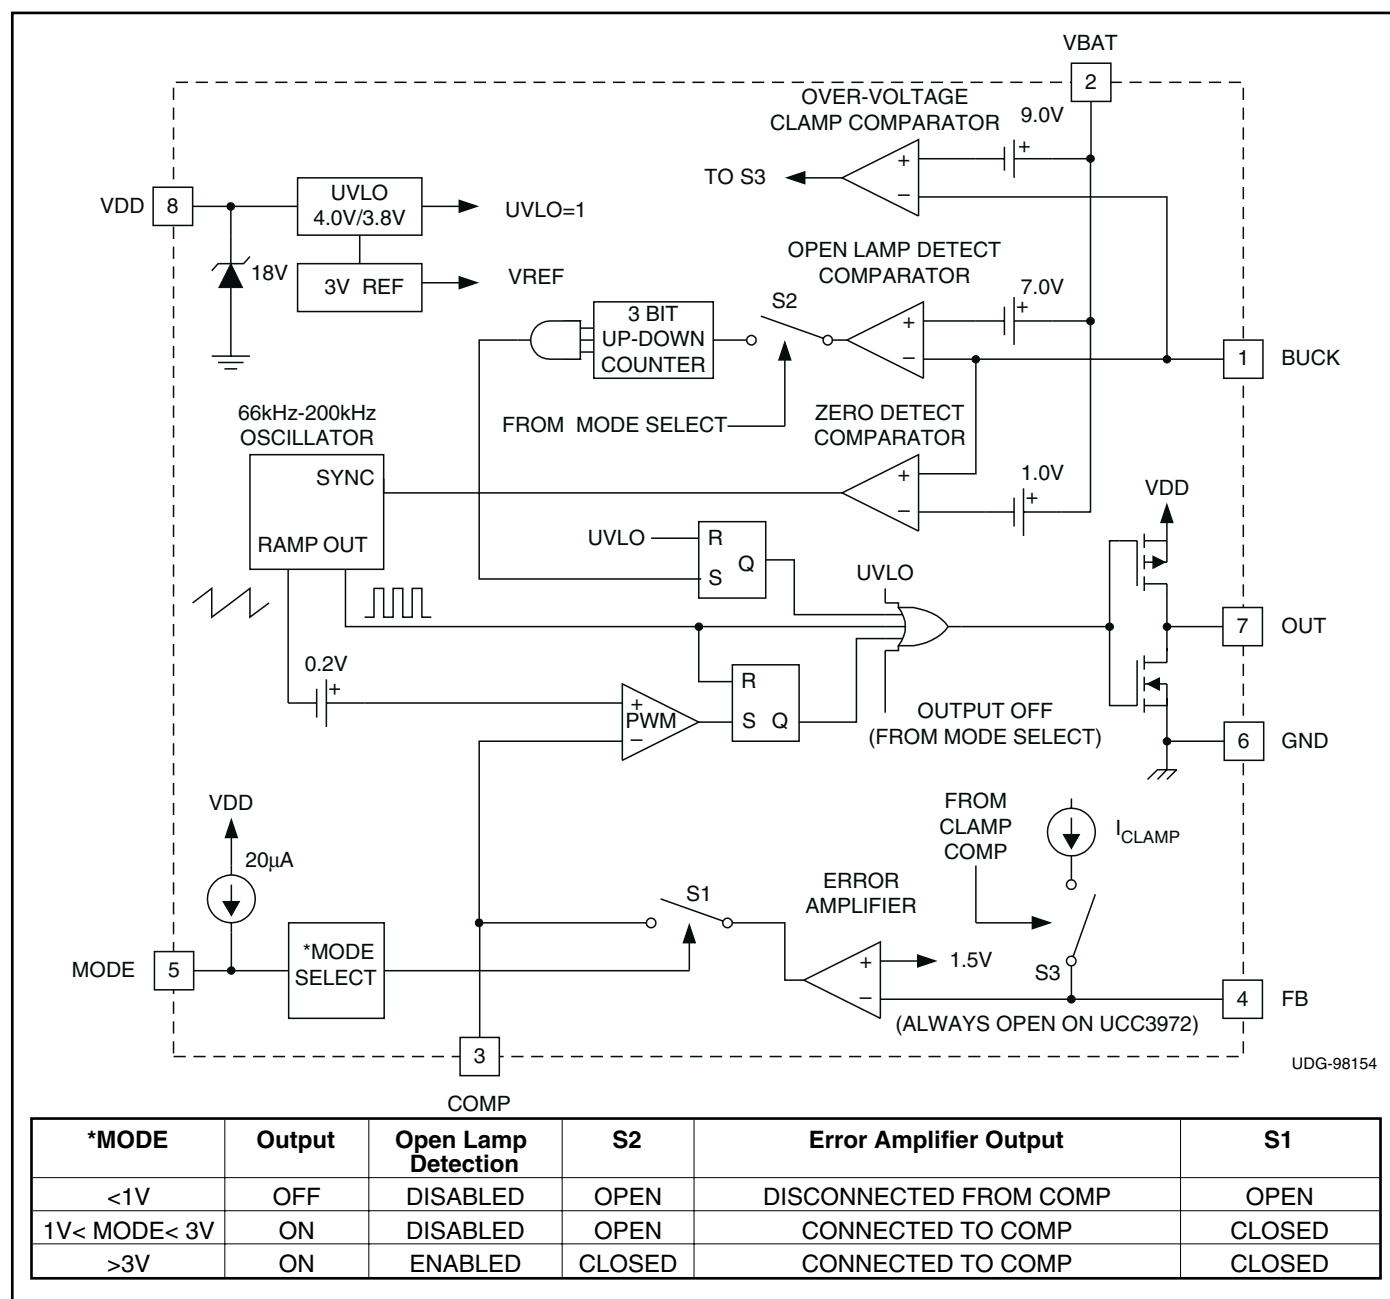 VBAT
2
OVER-VOLTAGE
CLAMP COMPARATOR
9.0V
+
+
–
TO S3
VDD
8
UVLO
4.0V/3.8V
UVLO=1
18V
3V REF
VREF
OPEN LAMP DETECT
COMPARATOR
7.0V
+
+
–
S2
3 BIT
UP-DOWN
COUNTER
1
BUCK
FROM MODE SELECT
66kHz-200kHz
OSCILLATOR
SYNC
RAMP OUT
ZERO DETECT
COMPARATOR
+
–
1.0V
+
VDD
UVLO
R
S
Q
UVLO
7
OUT
0.2V
+
+
PWM
–
R
S Q
OUTPUT OFF
(FROM MODE SELECT)
6
GND
VDD
20µA
FROM
CLAMP
COMP
ICLAMP
S1
ERROR
AMPLIFIER
MODE
5
*MODE
SELECT
+
–
1.5V
S3
4
FB
(ALWAYS OPEN ON UCC3972)
3
COMP
UDG-98154
*MODE Output Open Lamp Detection S2 Error Amplifier Output S1
<1V OFF DISABLED OPEN DISCONNECTED FROM COMP OPEN
1V< MODE< 3V ON DISABLED OPEN CONNECTED TO COMP CLOSED
>3V ON ENABLED CLOSED CONNECTED TO COMP CLOSED